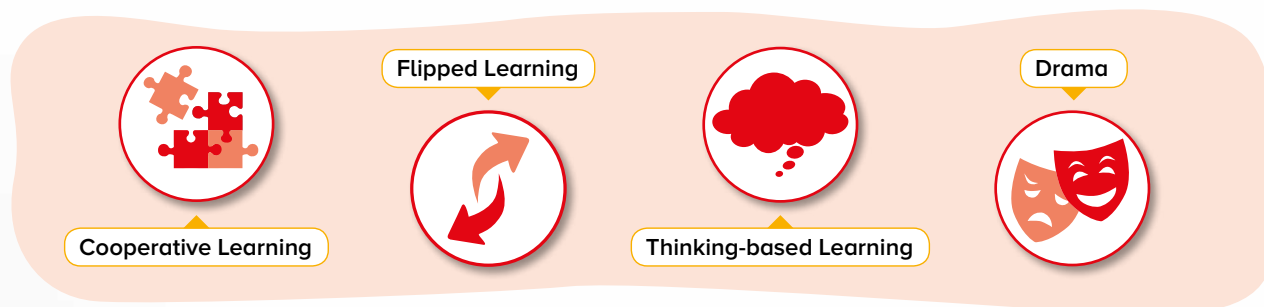 Cooperative Learning
Flipped Learning
Thinking-based Learning
Drama